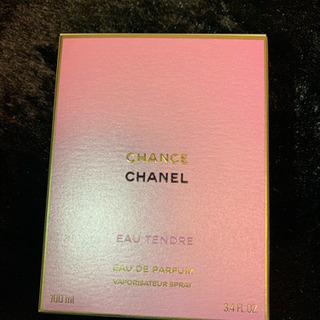 CHANCE
CHANEL
EAU TENDRE
EAU DE PARFUM
VAPORISATEUR SPRAY
100 ml 3.4 FL. OZ.